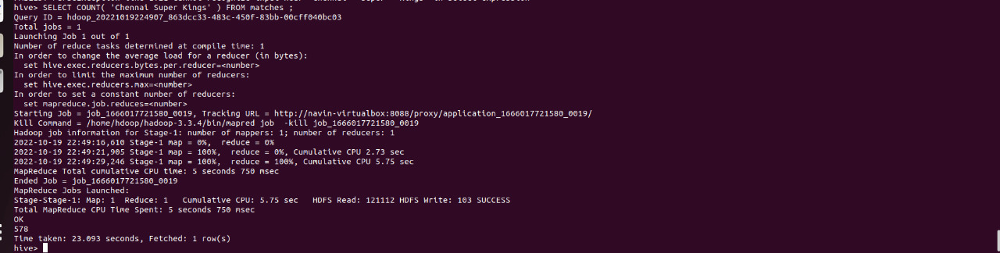 hive> SELECT COUNT( 'Chennai Super Kings' ) FROM matches ;
Query ID = hdoop_20221019224907_863dcc33-483c-450f-83bb-00cff040bc03
Total jobs = 1
Launching Job 1 out of 1
Number of reduce tasks determined at compile time: 1
In order to change the average load for a reducer (in bytes):
  set hive.exec.reducers.bytes.per.reducer=<number>
In order to limit the maximum number of reducers:
  set hive.exec.reducers.max=<number>
In order to set a constant number of reducers:
  set mapreduce.job.reduces=<number>
Starting Job = job_1666017721580_0019, Tracking URL = http://navin-virtualbox:8088/proxy/application_1666017721580_0019/
Kill Command = /home/hdoop/hadoop-3.3.4/bin/mapred job  -kill job_1666017721580_0019
Hadoop job information for Stage-1: number of mappers: 1; number of reducers: 1
2022-10-19 22:49:16,610 Stage-1 map = 0%,  reduce = 0%
2022-10-19 22:49:21,905 Stage-1 map = 100%,  reduce = 0%, Cumulative CPU 2.73 sec
2022-10-19 22:49:29,246 Stage-1 map = 100%,  reduce = 100%, Cumulative CPU 5.75 sec
MapReduce Total cumulative CPU time: 5 seconds 750 msec
Ended Job = job_1666017721580_0019
MapReduce Jobs Launched:
Stage-Stage-1: Map: 1  Reduce: 1   Cumulative CPU: 5.75 sec   HDFS Read: 121112 HDFS Write: 103 SUCCESS
Total MapReduce CPU Time Spent: 5 seconds 750 msec
OK
578
Time taken: 23.093 seconds, Fetched: 1 row(s)
hive>